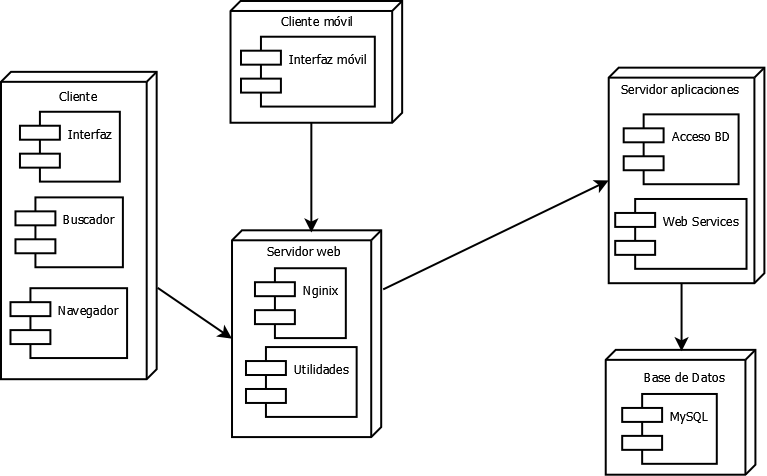 Cliente móvil
Interfaz móvil
Cliente
Interfaz
Buscador
Navegador
Servidor web
Nginix
Utilidades
Servidor aplicaciones
Acceso BD
Web Services
Base de Datos
MySQL